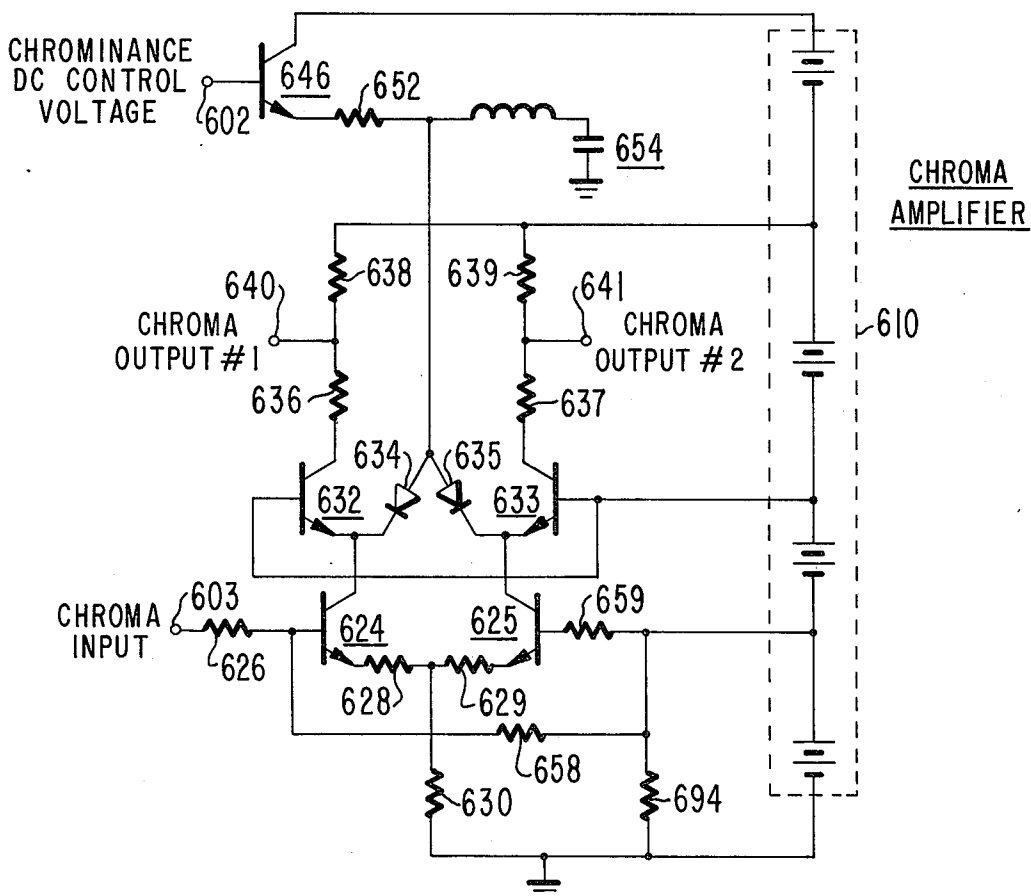 CHROMINANCE
DC CONTROL
VOLTAGE
602
646
652
654
CHROMA
AMPLIFIER
610
638
639
640
641
CHROMA
OUTPUT #1
CHROMA
OUTPUT #2
636
637
634
635
632
633
CHROMA
INPUT
603
626
624
625
659
628
629
658
630
694